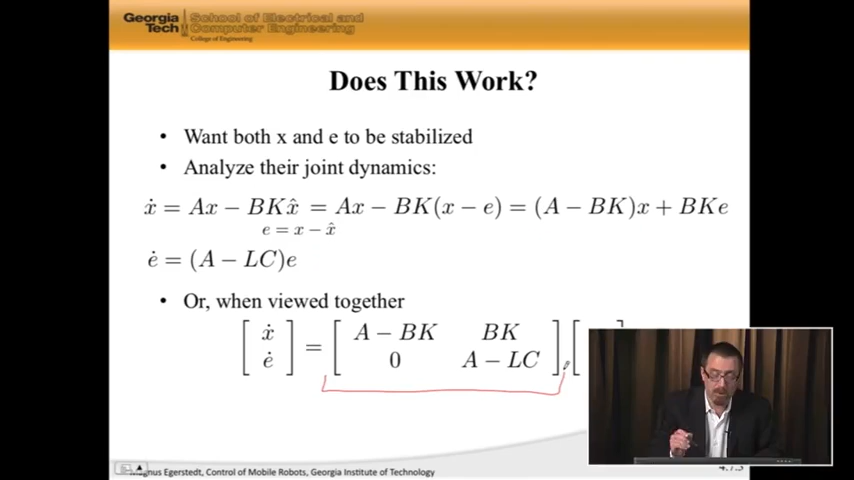 Georgia Tech School of Electrical and Computer Engineering
College of Engineering
Does This Work?
• Want both x and e to be stabilized
• Analyze their joint dynamics:
ẋ = Ax − BKx̂ = Ax − BK(x − e) = (A − BK)x + BKe
e = x − x̂
ė = (A − LC)e
• Or, when viewed together
[ ẋ ] = [ A − BK BK ] [
[ ė ] [ 0 A − LC ]
Magnus Egerstedt, Control of Mobile Robots, Georgia Institute of Technology